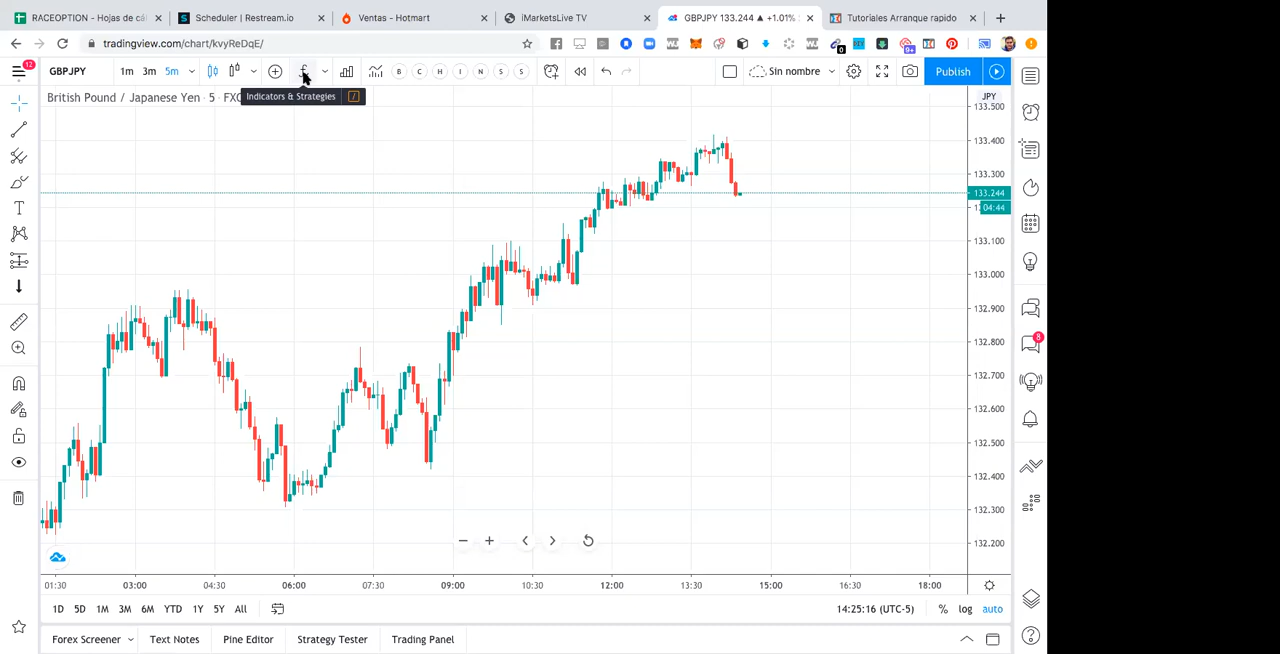 RACEOPTION - Hojas de cál
Scheduler | Restream.io
Ventas - Hotmart
iMarketsLive TV
GBPJPY 133.244 ▲ +1.01%
Tutoriales Arranque rapido
tradingview.com/chart/kvyReDqE/
12
GBPJPY
1m
3m
5m
B
C
H
I
N
S
S
Sin nombre
Publish
British Pound / Japanese Yen · 5 · FXC
Indicators & Strategies
/
JPY
133.500
133.400
133.300
133.244
04:44
133.100
133.000
132.900
132.800
132.700
132.600
132.500
132.400
132.300
132.200
01:30
03:00
04:30
06:00
07:30
09:00
10:30
12:00
13:30
15:00
16:30
18:00
1D
5D
1M
3M
6M
YTD
1Y
5Y
All
14:25:16 (UTC-5)
%
log
auto
Forex Screener
Text Notes
Pine Editor
Strategy Tester
Trading Panel